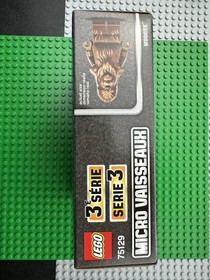 3e SÉRIE
SERIE 3
MICRO VAISSEAUX
LEGO
75129